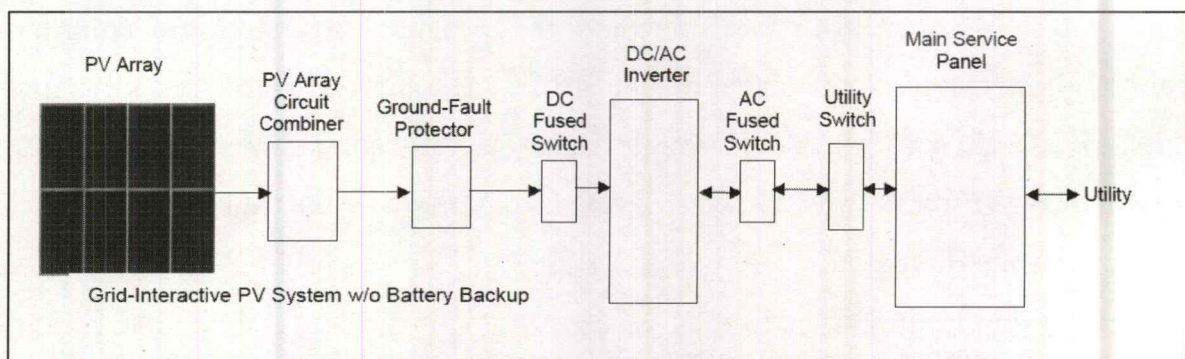 PV Array
PV Array
Circuit
Combiner
Ground-Fault
Protector
DC
Fused
Switch
DC/AC
Inverter
AC
Fused
Switch
Utility
Switch
Main Service
Panel
Utility
Grid-Interactive PV System w/o Battery Backup